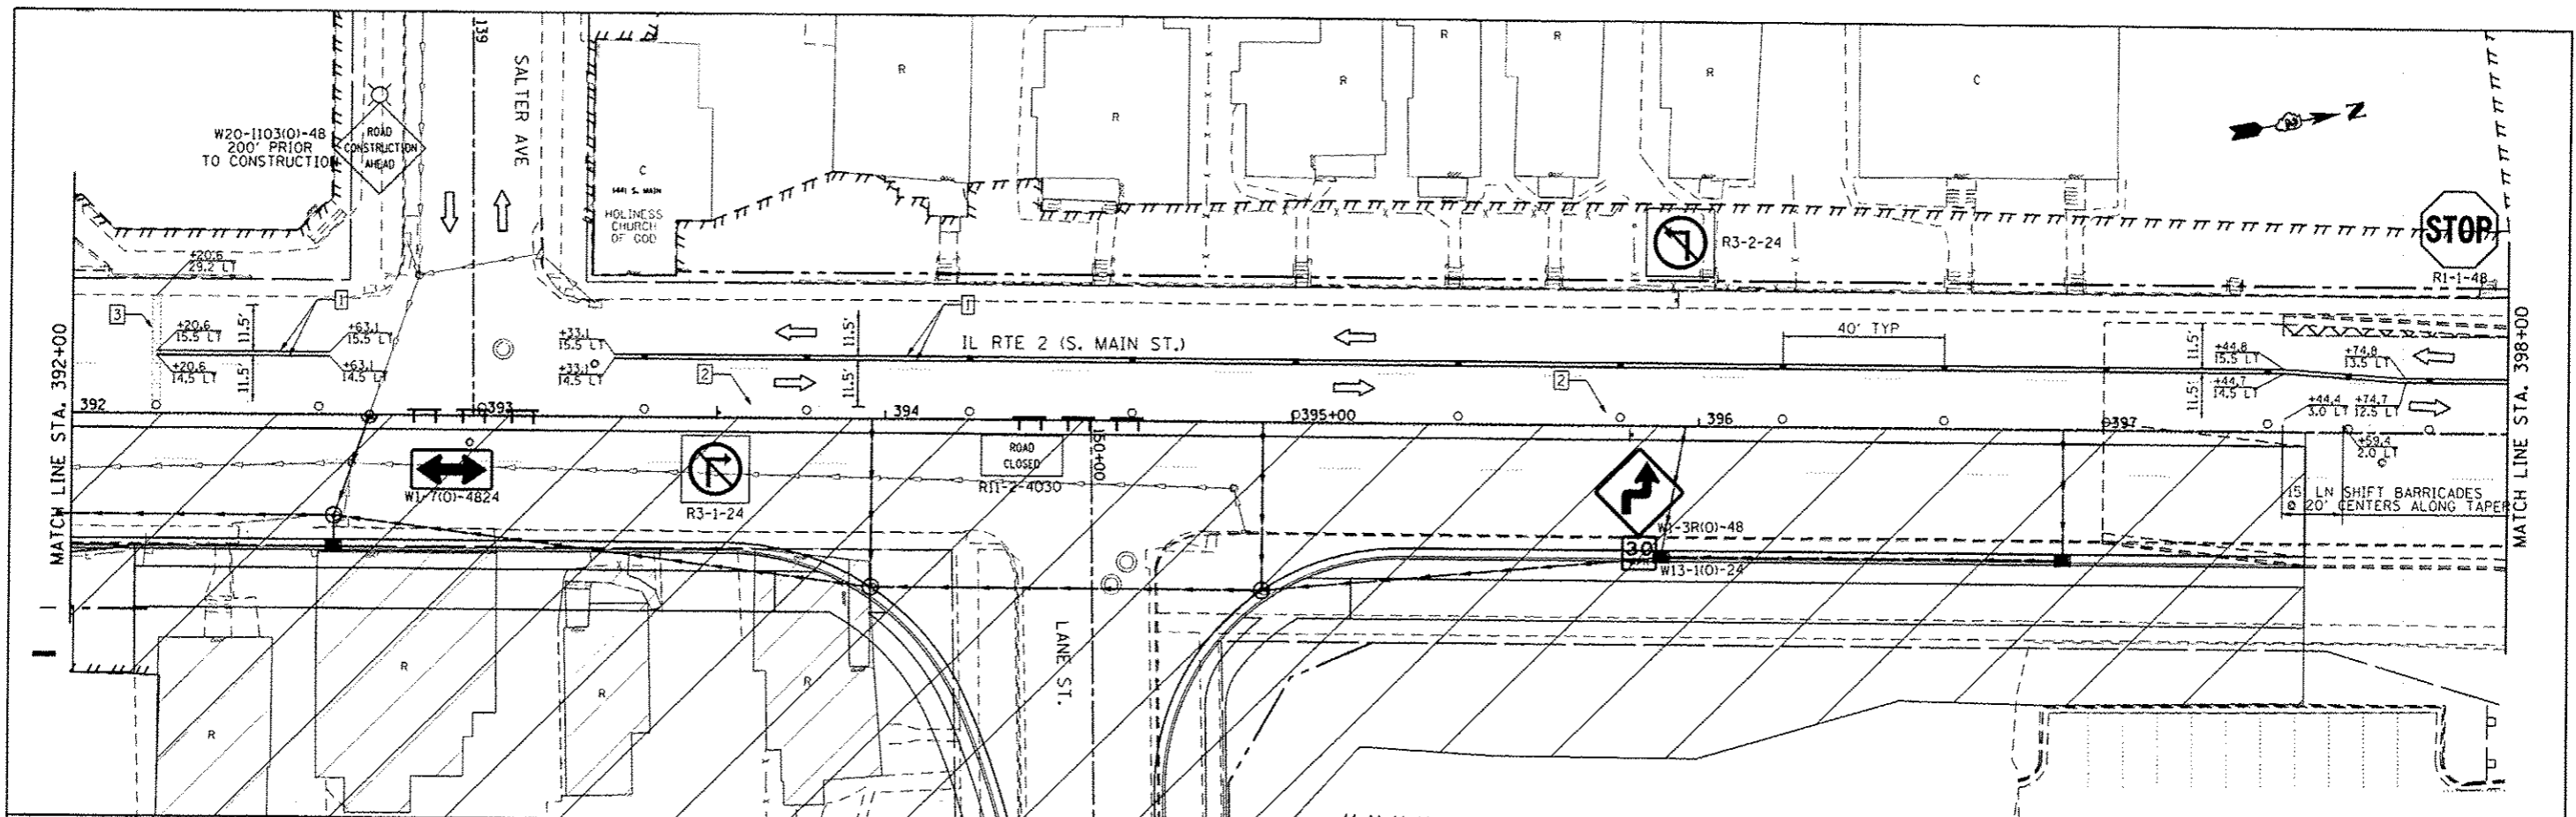 139
SALTER AVE
W20-1103(O)-48
200' PRIOR
TO CONSTRUCTION
ROAD
CONSTRUCTION
AHEAD
C
1441 S. MAIN
HOLINESS
CHURCH
OF GOD
R
R
R
R
R
R
C
N
STOP
R1-1-48
R3-2-24
MATCH LINE STA. 392+00
3
+20.6
29.2 LT
+20.6
15.5 LT
+20.6
14.5 LT
11.5'
11.5'
1
+63.1
15.5 LT
+63.1
14.5 LT
+33.1
15.5 LT
+33.1
14.5 LT
11.5'
11.5'
1
IL RTE 2 (S. MAIN ST.)
2
2
40' TYP
11.5'
11.5'
+44.8
15.5 LT
+44.7
14.5 LT
+74.8
13.5 LT
+74.7
12.5 LT
+44.4
3.0 LT
+59.4
2.0 LT
MATCH LINE STA. 398+00
392
393
394
395+00
396
397
150+00
W1-7(O)-4824
R3-1-24
ROAD
CLOSED
R11-2-4030
W1-3R(O)-48
30
W13-1(O)-24
15 LN SHIFT BARRICADES
@ 20' CENTERS ALONG TAPER
LANE ST.
R
R
R
R